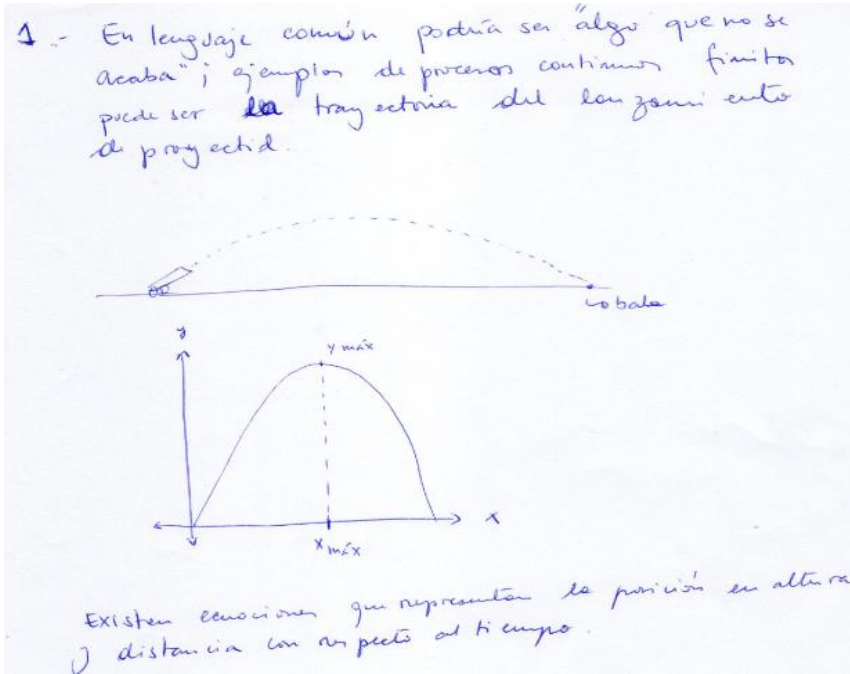 1.- En lenguaje común podría ser "algo que no se
acaba"; ejemplos de procesos continuos finitos
puede ser la trayectoria del lanzamiento
de proyectil.
bala
y
y máx
x
x máx
Existen ecuaciones que representan la posición en altura
y distancia con respecto al tiempo.